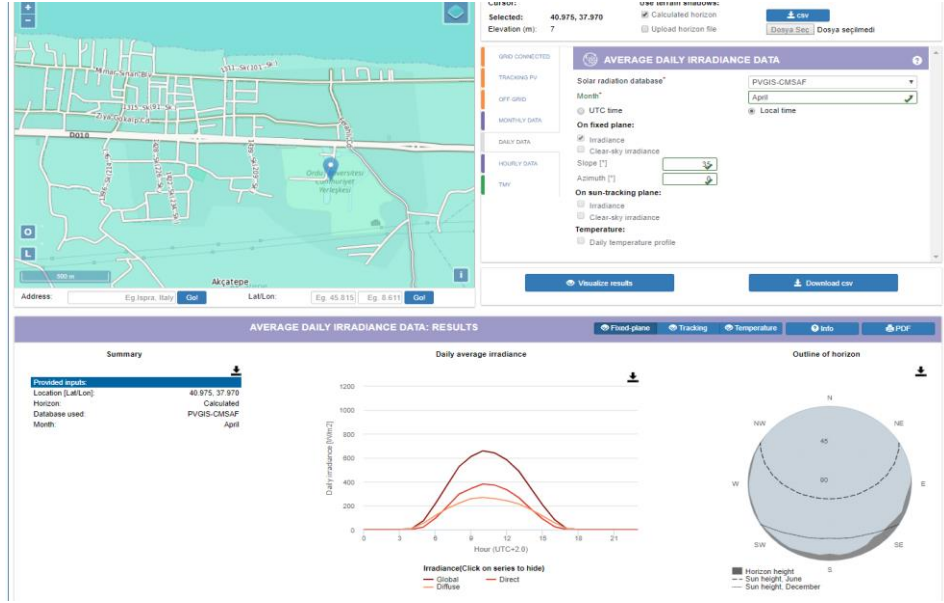 Cursor:
Use terrain shadows:
Selected: 40.975, 37.970
Calculated horizon
csv
Elevation (m): 7
Upload horizon file
Dosya Seç Dosya seçilmedi
GRID CONNECTED
TRACKING PV
OFF GRID
MONTHLY DATA
DAILY DATA
HOURLY DATA
TMY
AVERAGE DAILY IRRADIANCE DATA
Solar radiation database*
PVGIS-CMSAF
Month*
April
UTC time
Local time
On fixed plane:
Irradiance
Clear-sky irradiance
Slope [°]
35
Azimuth [°]
0
On sun-tracking plane:
Irradiance
Clear-sky irradiance
Temperature:
Daily temperature profile
D010
Akçatepe
O
L
i
Address:
Eg.Ispra, Italy
Go!
Lat/Lon:
Eg. 45.815
Eg. 8.611
Go!
Visualize results
Download csv
AVERAGE DAILY IRRADIANCE DATA: RESULTS
Fixed-plane
Tracking
Temperature
Info
PDF
Summary
Provided inputs:
Location [Lat/Lon]: 40.975, 37.970
Horizon: Calculated
Database used: PVGIS-CMSAF
Month: April
Daily average irradiance
1200
1000
800
600
400
200
0
Daily irradiance [W/m2]
0 3 6 9 12 15 18 21
Hour (UTC+2.0)
Irradiance(Click on series to hide)
Global
Direct
Diffuse
Outline of horizon
N
NW
NE
45
90
W
E
SW
SE
S
Horizon height
Sun height, June
Sun height, December